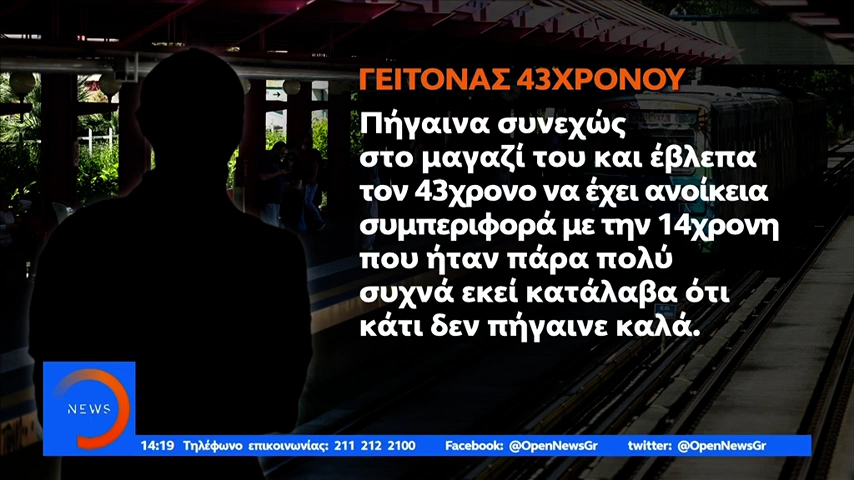 ΓΕΙΤΟΝΑΣ 43ΧΡΟΝΟΥ
Πήγαινα συνεχώς
στο μαγαζί του και έβλεπα
τον 43χρονο να έχει ανοίκεια
συμπεριφορά με την 14χρονη
που ήταν πάρα πολύ
συχνά εκεί κατάλαβα ότι
κάτι δεν πήγαινε καλά.
NEWS
14:19 Τηλέφωνο επικοινωνίας: 211 212 2100 Facebook: @OpenNewsGr twitter: @OpenNewsGr